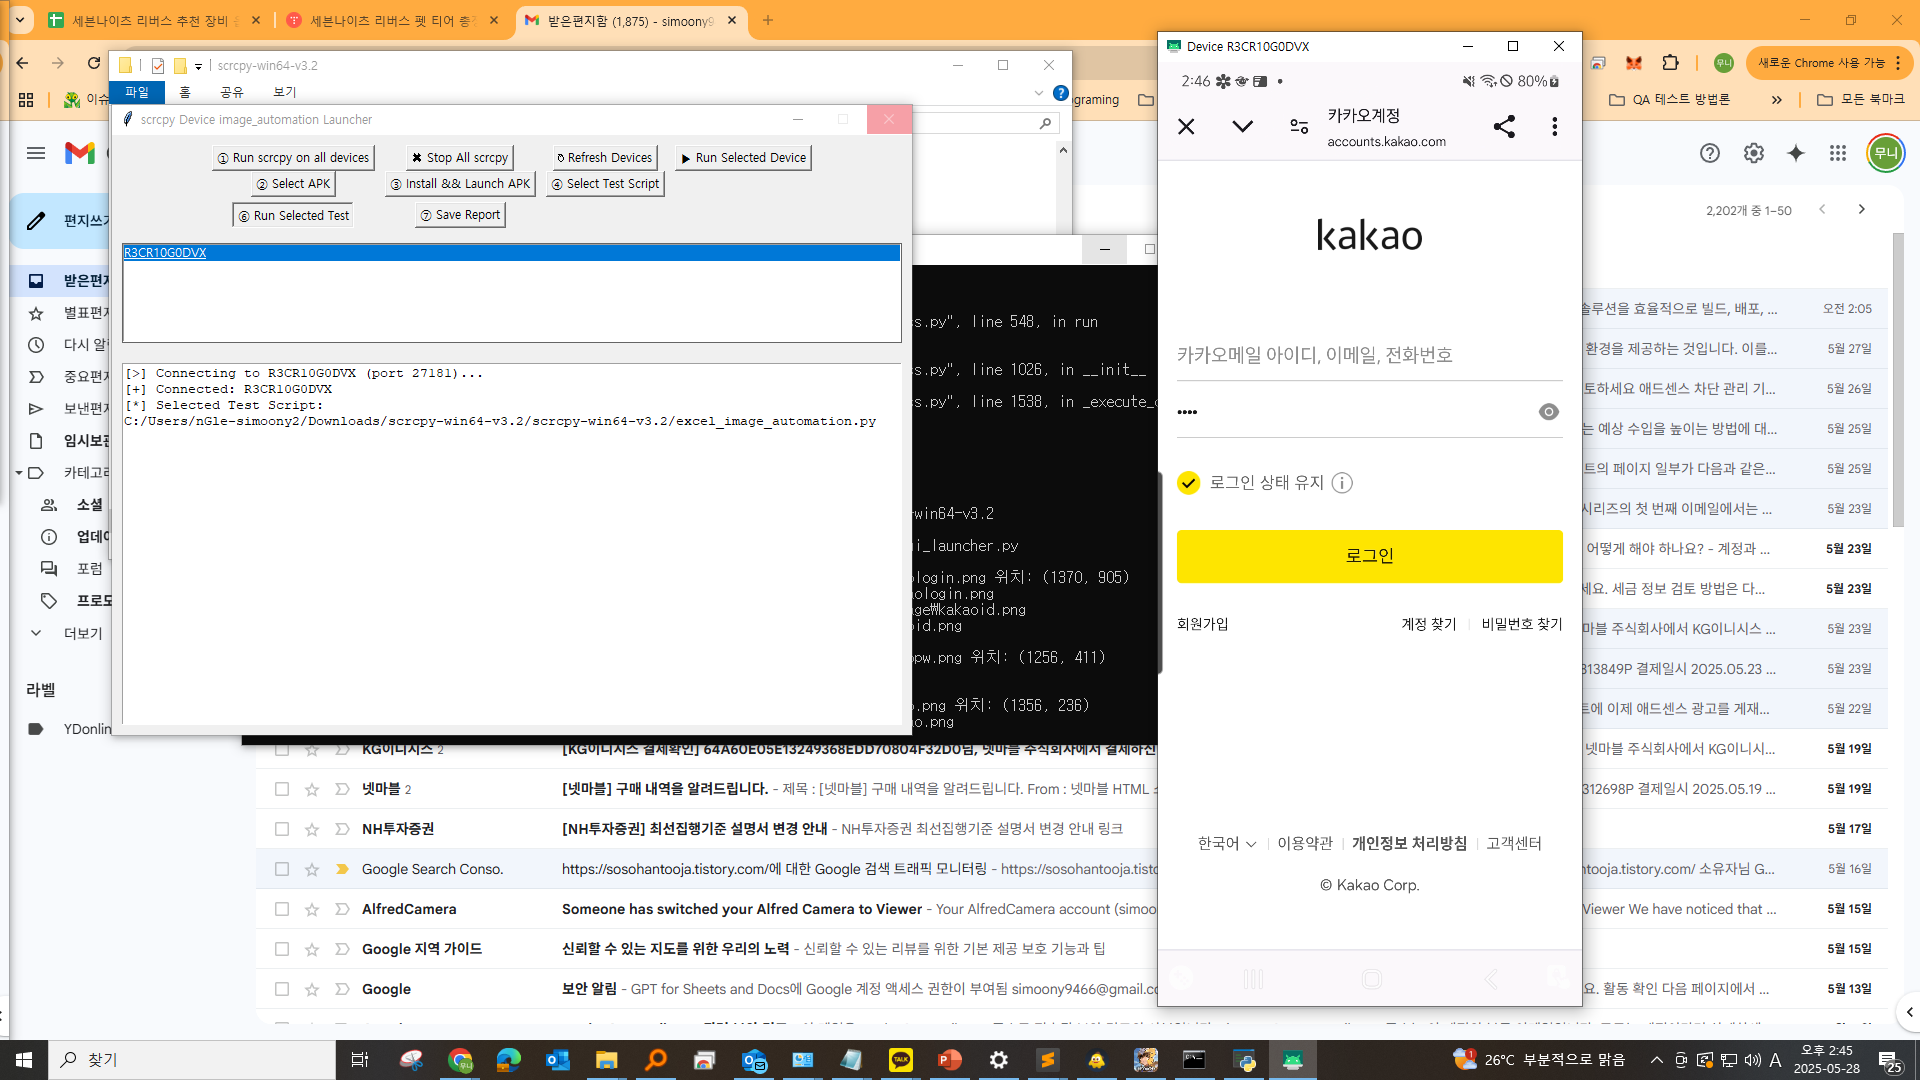 세븐나이츠 리버스 추천 장비
세븐나이츠 리버스 펫 티어 총
받은편지함 (1,875) - simoony9
새로운 Chrome 사용 가능
이슈
graming
QA 테스트 방법론
모든 북마크
scrcpy-win64-v3.2
파일
홈
공유
보기
scrcpy Device image_automation Launcher
① Run scrcpy on all devices
✖ Stop All scrcpy
Refresh Devices
▶ Run Selected Device
② Select APK
③ Install && Launch APK
④ Select Test Script
⑥ Run Selected Test
⑦ Save Report
R3CR10G0DVX
[>] Connecting to R3CR10G0DVX (port 27181)...
[+] Connected: R3CR10G0DVX
[*] Selected Test Script:
C:/Users/nGle-simoony2/Downloads/scrcpy-win64-v3.2/scrcpy-win64-v3.2/excel_image_automation.py
s.py", line 548, in run
s.py", line 1026, in __init__
s.py", line 1538, in _execute_c
win64-v3.2
i_launcher.py
ologin.png 위치: (1370, 905)
ologin.png
ge₩kakaoid.png
oid.png
opw.png 위치: (1256, 411)
o.png 위치: (1356, 236)
ao.png
Device R3CR10G0DVX
2:46
80%
카카오계정
accounts.kakao.com
kakao
카카오메일 아이디, 이메일, 전화번호
••••
로그인 상태 유지
로그인
회원가입
계정 찾기
비밀번호 찾기
한국어
이용약관
개인정보 처리방침
고객센터
© Kakao Corp.
무니
편지쓰기
받은편지
별표편지
다시 알림
중요편지
보낸편지
임시보관
카테고리
소셜
업데이
포럼
프로모
더보기
라벨
YDonlin
2,202개 중 1–50
솔루션을 효율적으로 빌드, 배포, ...
오전 2:05
환경을 제공하는 것입니다. 이를...
5월 27일
토하세요 애드센스 차단 관리 기...
5월 26일
는 예상 수입을 높이는 방법에 대...
5월 25일
트의 페이지 일부가 다음과 같은...
5월 25일
시리즈의 첫 번째 이메일에서는 ...
5월 23일
어떻게 해야 하나요? - 계정과 ...
5월 23일
세요. 세금 정보 검토 방법은 다...
5월 23일
마블 주식회사에서 KG이니시스 ...
5월 23일
313849P 결제일시 2025.05.23 ...
5월 23일
트에 이제 애드센스 광고를 게재...
5월 22일
KG이니시스 2
[KG이니시스 결제확인] 64A60E05E13249368EDD70804F32D0님, 넷마블 주식회사에서 결제하신
넷마블 주식회사에서 KG이니시...
5월 19일
넷마블 2
[넷마블] 구매 내역을 알려드립니다. - 제목 : [넷마블] 구매 내역을 알려드립니다. From : 넷마블 HTML
312698P 결제일시 2025.05.19 ...
5월 19일
NH투자증권
[NH투자증권] 최선집행기준 설명서 변경 안내 - NH투자증권 최선집행기준 설명서 변경 안내 링크
5월 17일
Google Search Conso.
https://sosohantooja.tistory.com/에 대한 Google 검색 트래픽 모니터링 - https://sosohantooja.tisto
ntooja.tistory.com/ 소유자님 G...
5월 16일
AlfredCamera
Someone has switched your Alfred Camera to Viewer - Your AlfredCamera account (simoo
Viewer We have noticed that ...
5월 15일
Google 지역 가이드
신뢰할 수 있는 지도를 위한 우리의 노력 - 신뢰할 수 있는 리뷰를 위한 기본 제공 보호 기능과 팁
5월 15일
Google
보안 알림 - GPT for Sheets and Docs에 Google 계정 액세스 권한이 부여됨 simoony9466@gmail.co
요. 활동 확인 다음 페이지에서 ...
5월 13일
찾기
TALK
26°C 부분적으로 맑음
A
오후 2:45
2025-05-28
25